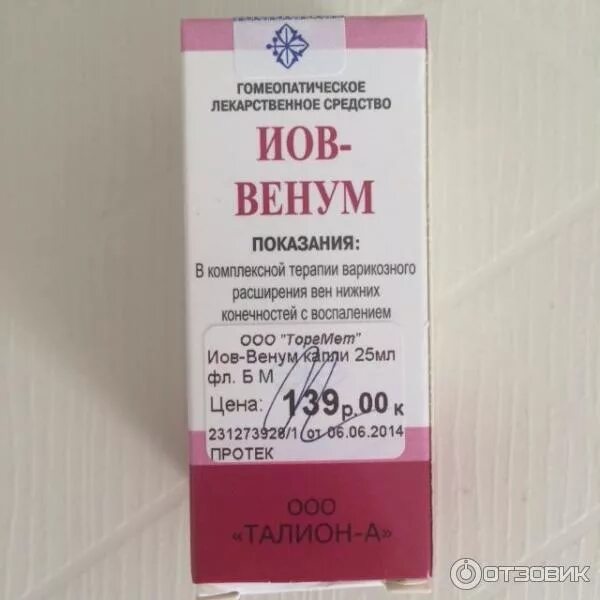 ГОМЕОПАТИЧЕСКОЕ
ЛЕКАРСТВЕННОЕ СРЕДСТВО
ИОВ-
ВЕНУМ
ПОКАЗАНИЯ:
В комплексной терапии варикозного
расширения вен нижних
конечностей с воспалением
ООО "ТореМет"
Иов-Венум капли 25мл
фл. Б М
Цена: 139р.00 к
231273928/1 от 06.06.2014
ПРОТЕК
ООО
«ТАЛИОН-А»
ОТЗОВИК